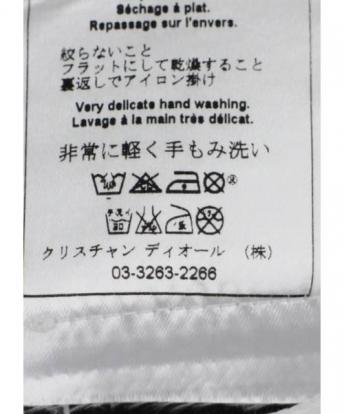 Séchage à plat.
Repassage sur l'envers.
絞らないこと
フラットにして乾燥すること
裏返しでアイロン掛け
Very delicate hand washing.
Lavage à la main très délicat.
非常に軽く手もみ洗い
クリスチャン ディオール （株）
03-3263-2266